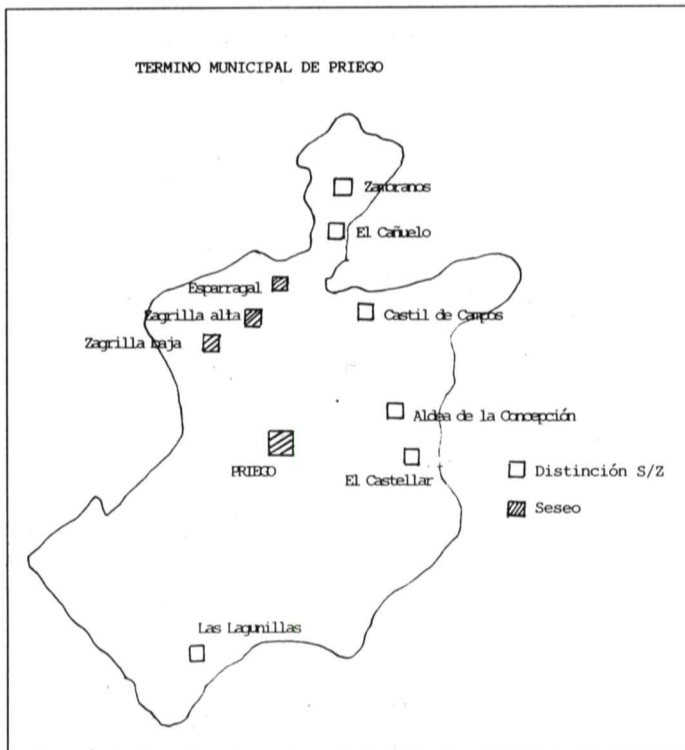 TERMINO MUNICIPAL DE PRIEGO
Zambranos
El Cañuelo
Esparragal
Zagrilla alta
Castil de Campos
Zagrilla baja
Aldea de la Concepción
PRIEGO
El Castellar
Distinción S/Z
Seseo
Las Lagunillas